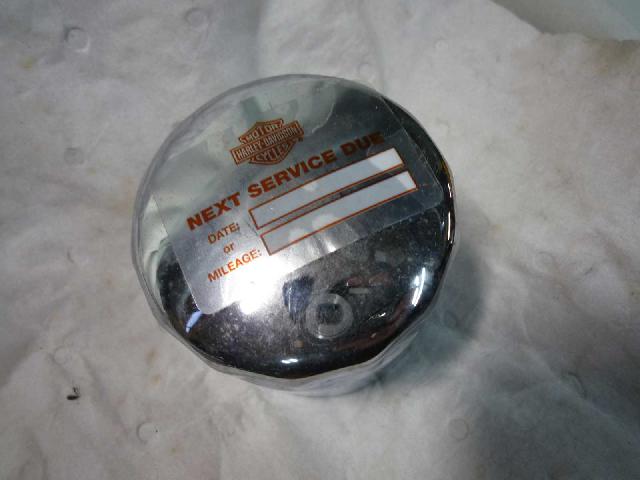 MOTOR
HARLEY-DAVIDSON
CYCLES
NEXT SERVICE DUE
DATE:
or
MILEAGE: